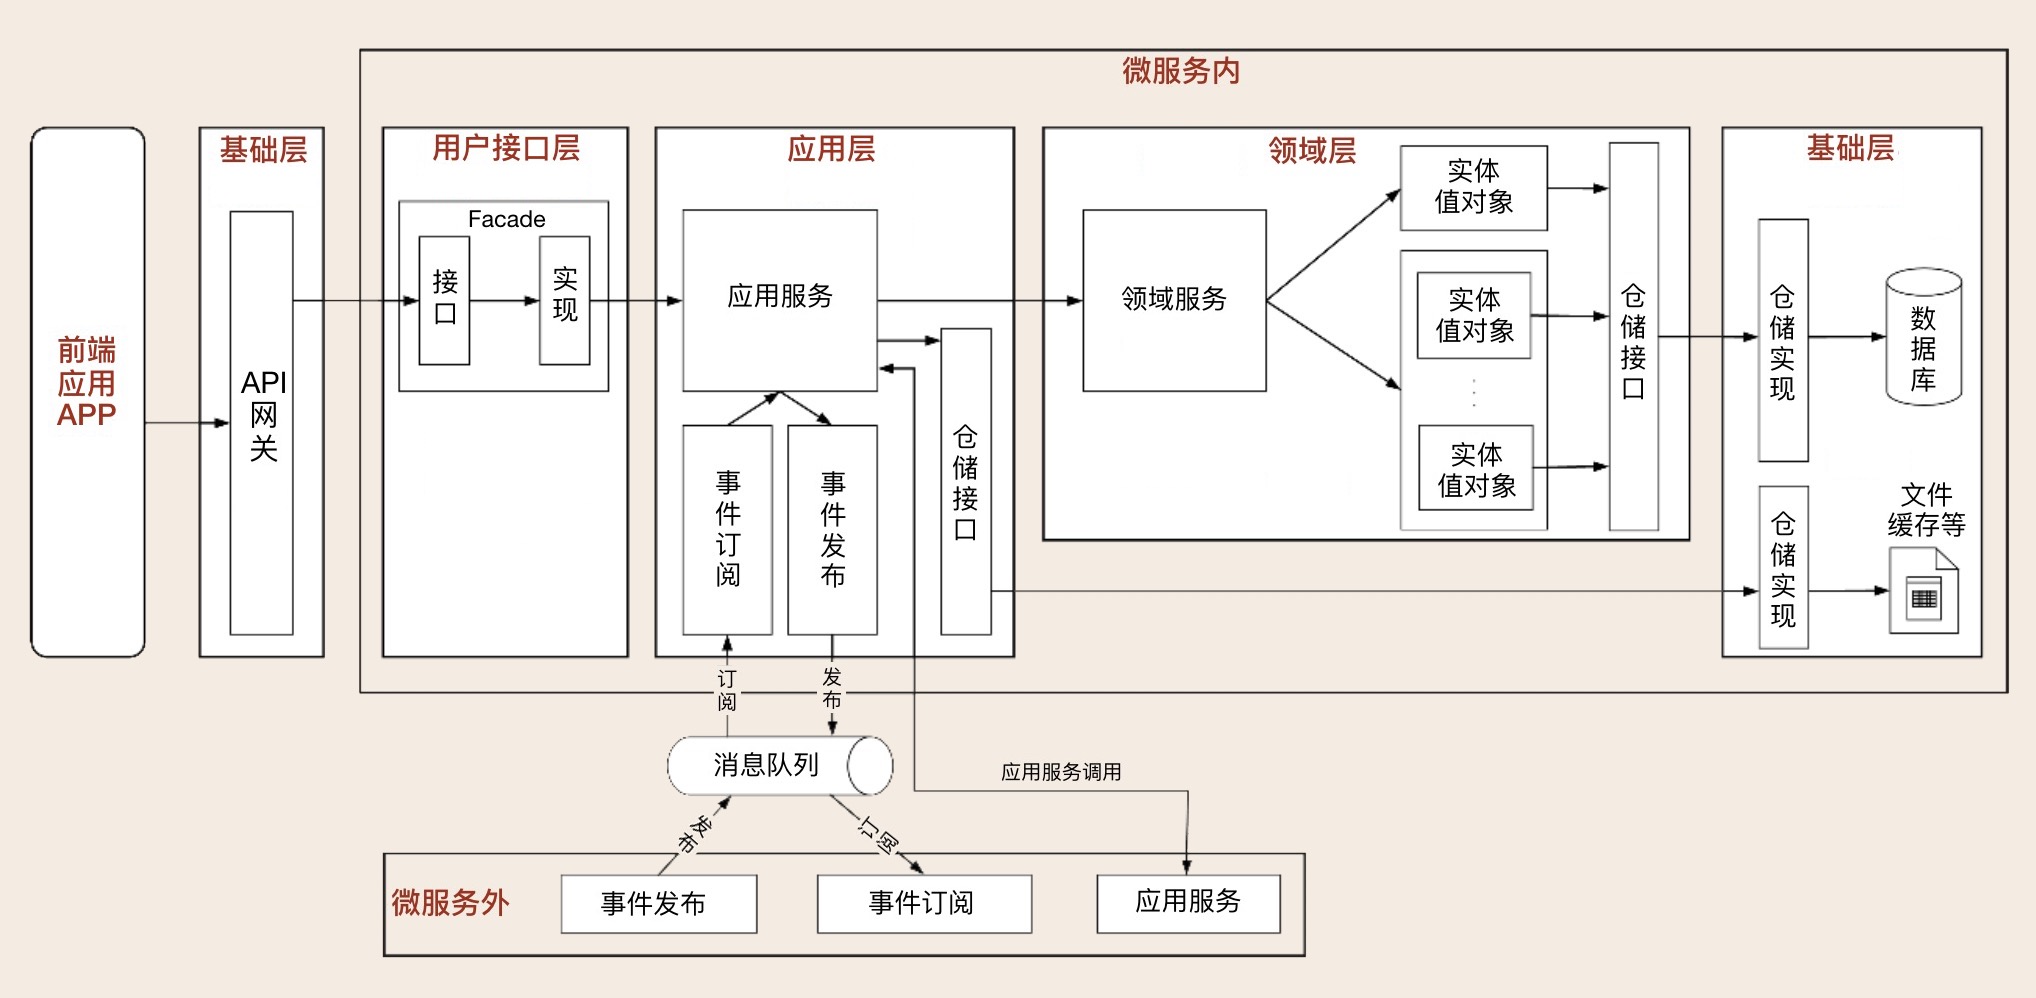 微服务内
前端
应用
APP
基础层
API
网
关
用户接口层
Facade
接
口
实
现
应用层
应用服务
事
件
订
阅
事
件
发
布
仓
储
接
口
领域层
领域服务
实体
值对象
实体
值对象
实体
值对象
仓
储
接
口
基础层
仓
储
实
现
数
据
库
仓
储
实
现
文件
缓存等
订
阅
发
布
消息队列
应用服务调用
发布
订阅
微服务外
事件发布
事件订阅
应用服务